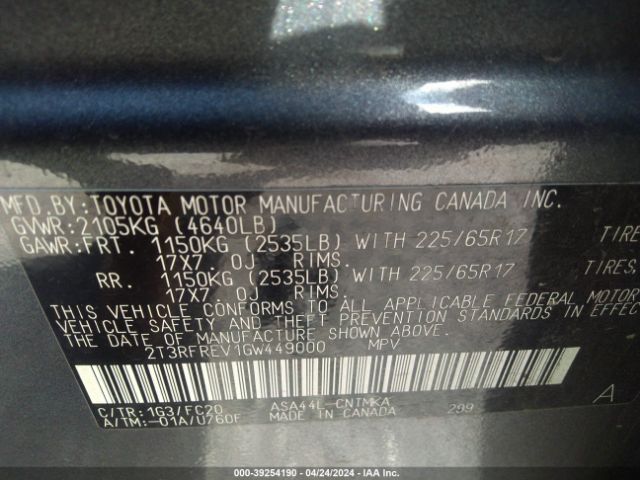 MFD.BY:TOYOTA MOTOR MANUFACTURING CANADA INC.
GVWR:2105KG (4640LB)
GAWR:FRT. 1150KG (2535LB) WITH 225/65R17 TIRE
17X7.0J RIMS.
RR. 1150KG (2535LB) WITH 225/65R17 TIRES,
17X7.0J RIMS.
THIS VEHICLE CONFORMS TO ALL APPLICABLE FEDERAL MOTOR
VEHICLE SAFETY AND THEFT PREVENTION STANDARDS IN EFFEC
THE DATE OF MANUFACTURE SHOWN ABOVE.
2T3RFREV1GW449000 MPV
C/TR:1G3/FC20 ASA44L-CNTMKA
A/TM:-01A/U760F MADE IN CANADA 299
A
000-39254190 - 04/24/2024 - IAA Inc.